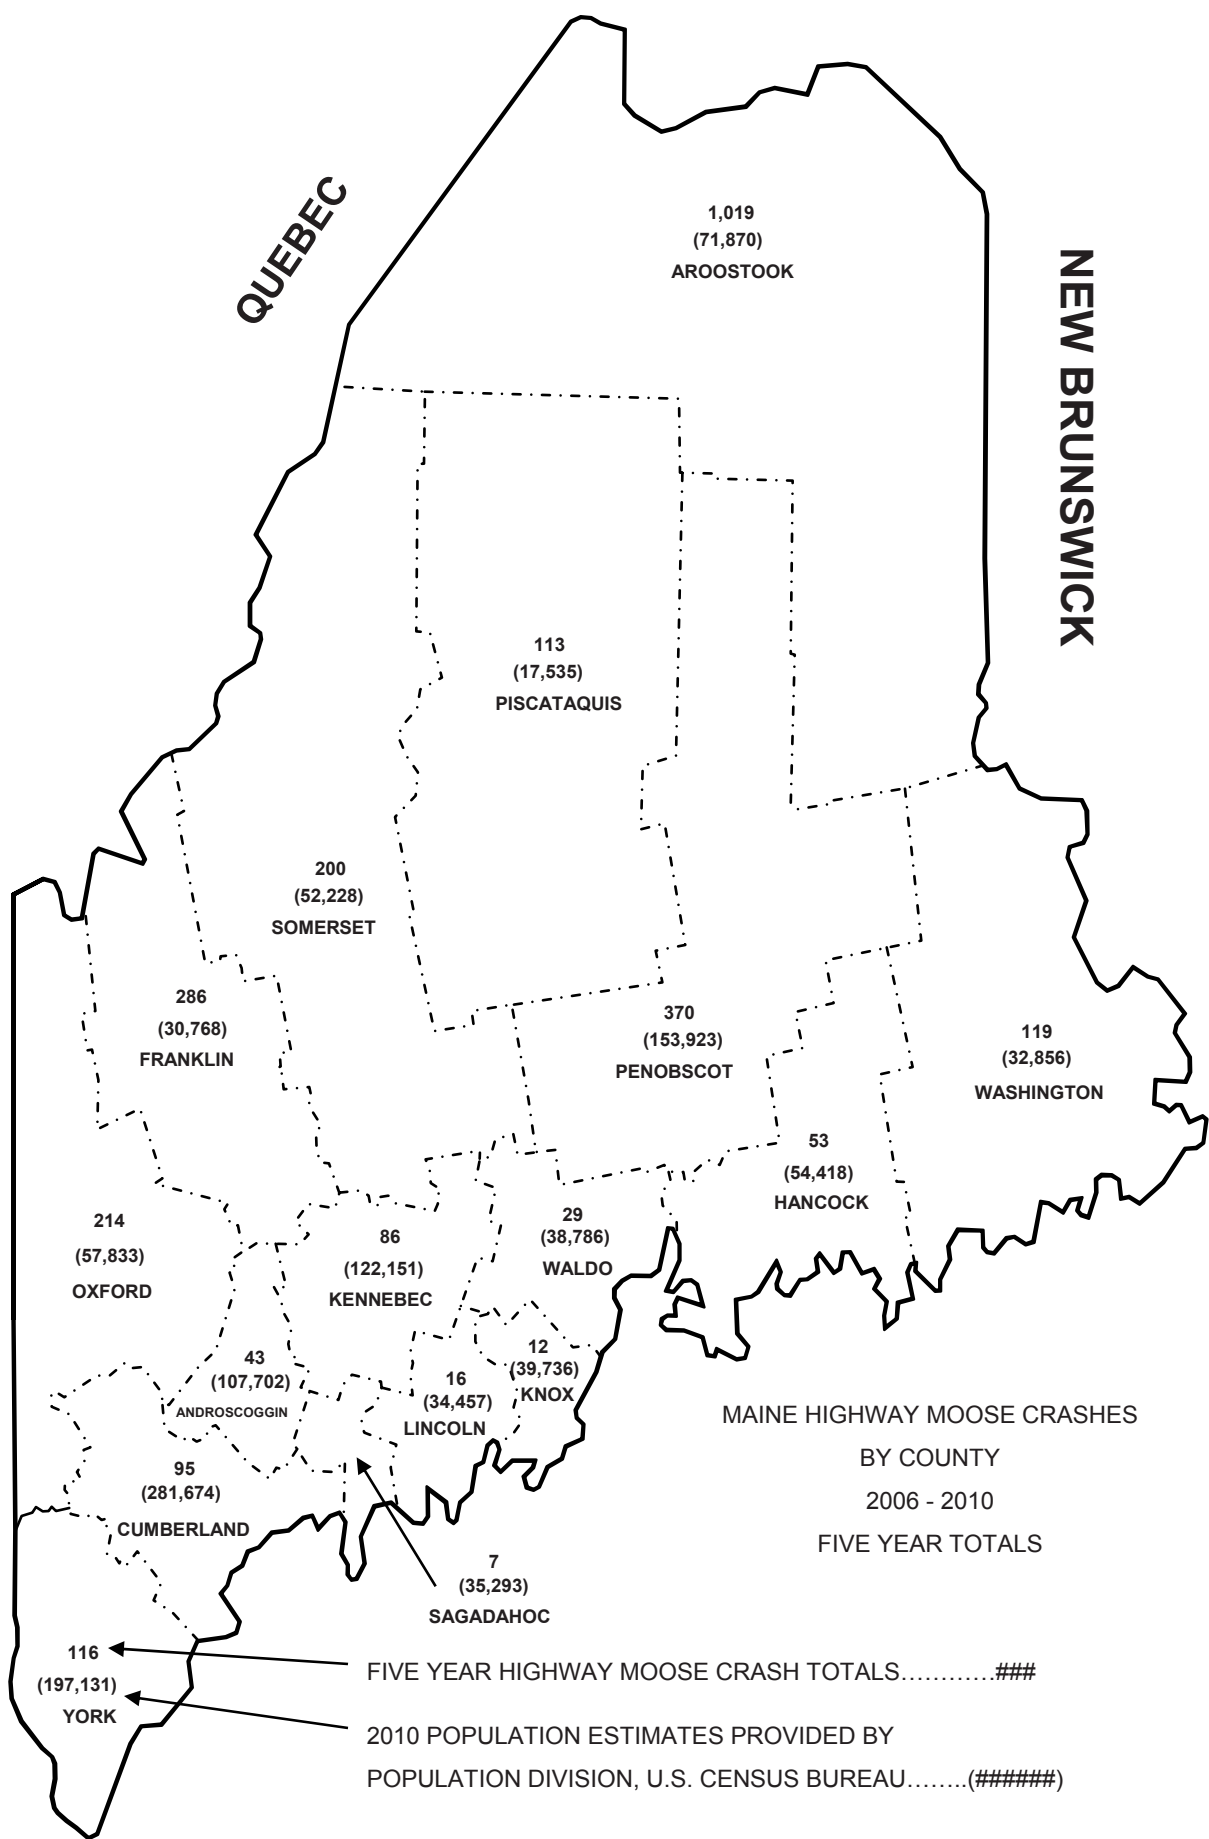 QUEBEC
1,019
(71,870)
AROOSTOOK
NEW BRUNSWICK
113
(17,535)
PISCATAQUIS
200
(52,228)
SOMERSET
286
(30,768)
FRANKLIN
370
(153,923)
PENOBSCOT
119
(32,856)
WASHINGTON
53
(54,418)
HANCOCK
214
(57,833)
OXFORD
86
(122,151)
KENNEBEC
29
(38,786)
WALDO
43
(107,702)
ANDROSCOGGIN
16
(34,457)
LINCOLN
12
(39,736)
KNOX
95
(281,674)
CUMBERLAND
7
(35,293)
SAGADAHOC
116
(197,131)
YORK
MAINE HIGHWAY MOOSE CRASHES
BY COUNTY
2006 - 2010
FIVE YEAR TOTALS
FIVE YEAR HIGHWAY MOOSE CRASH TOTALS…………###
2010 POPULATION ESTIMATES PROVIDED BY
POPULATION DIVISION, U.S. CENSUS BUREAU……..(######)